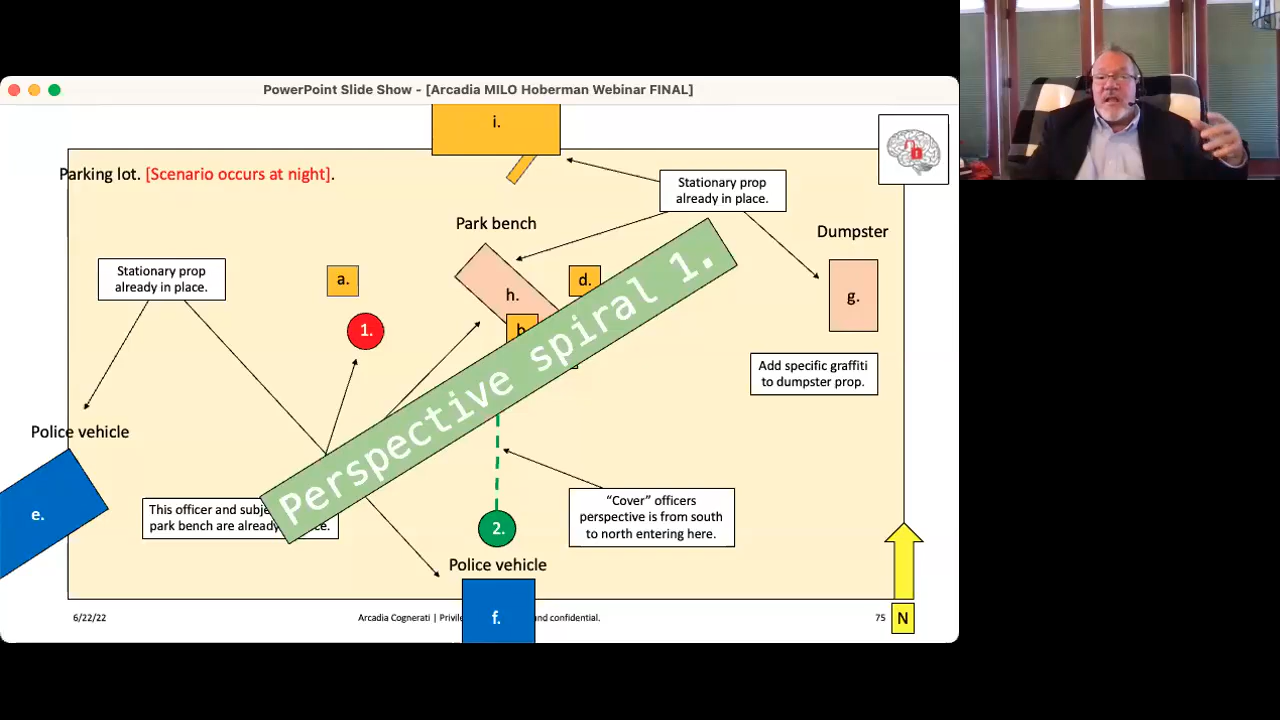 PowerPoint Slide Show - [Arcadia MILO Hoberman Webinar FINAL]
i.
Parking lot. [Scenario occurs at night].
Stationary prop
already in place.
Park bench
Dumpster
Stationary prop
already in place.
a.
d.
h.
g.
b.
1.
Perspective spiral 1.
Add specific graffiti
to dumpster prop.
Police vehicle
e.
This officer and
park bench are already
"Cover" officers
perspective is from south
to north entering here.
2.
Police vehicle
f.
6/22/22
Arcadia Cognerati | and confidential.
75
N